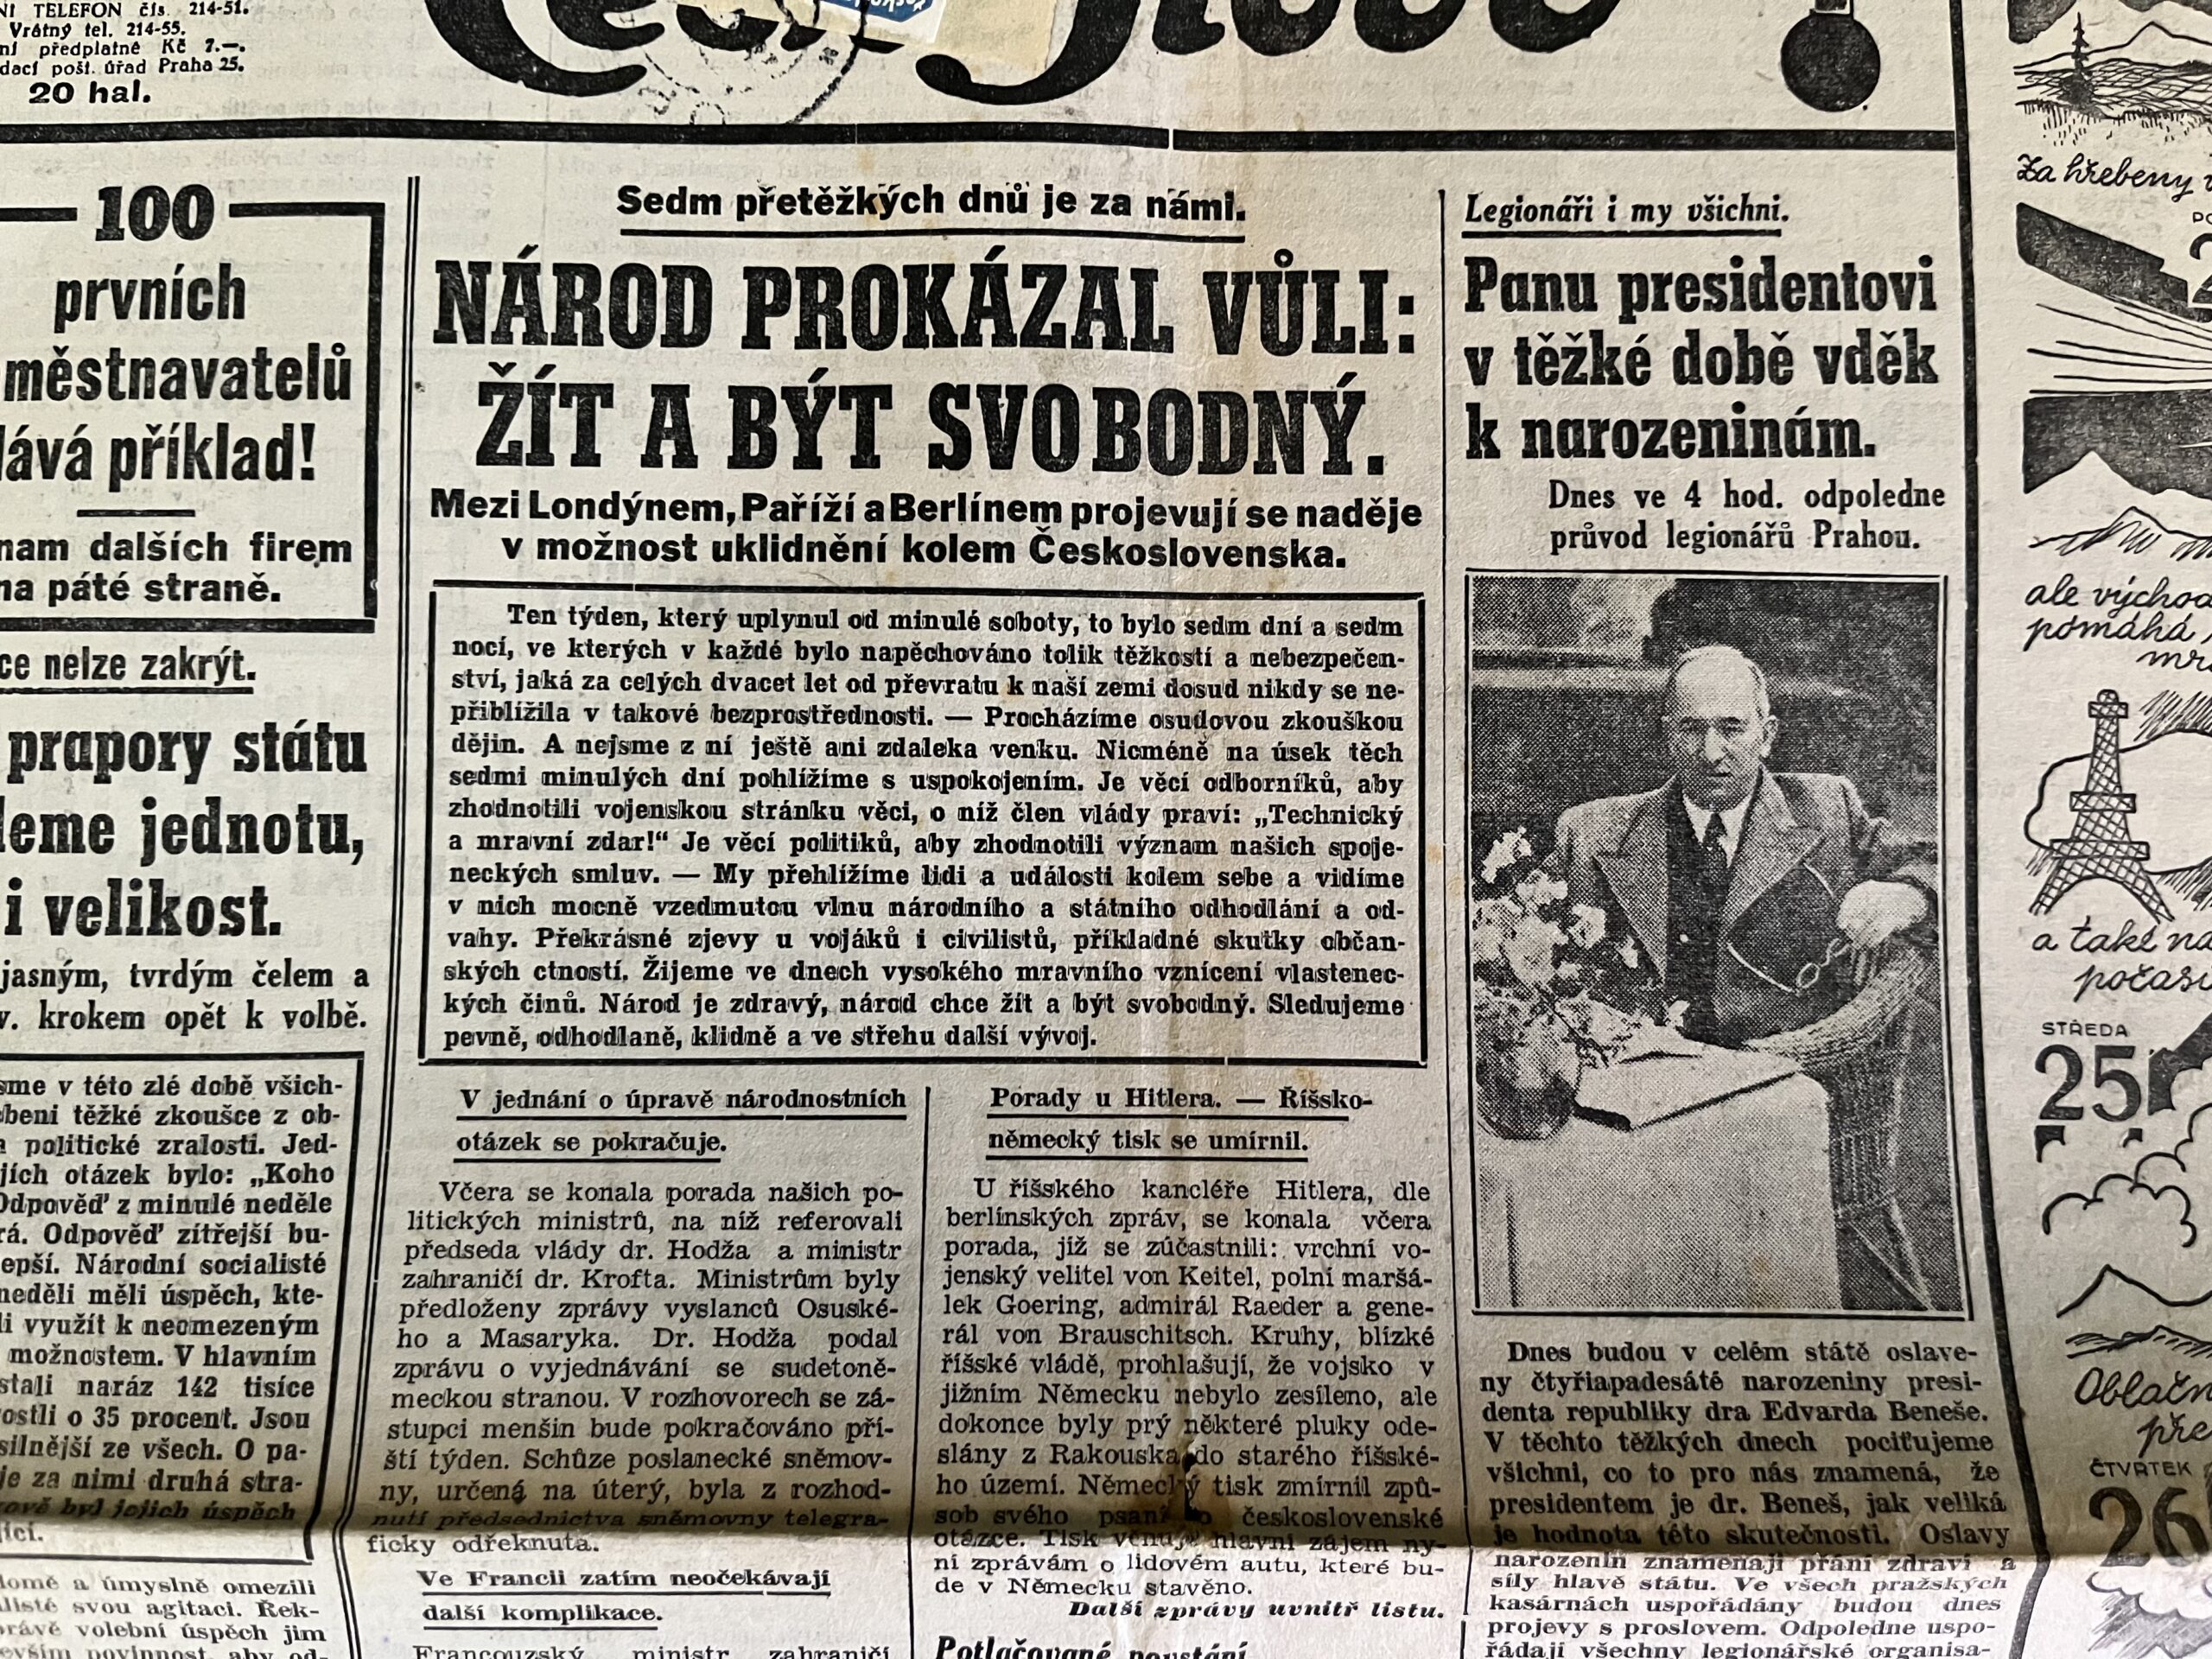 TELEFON čís. 214-51.
Vrátný tel. 214-55.
předplatné Kč 7.—.
pošt. úřad Praha 25.
20 hal.
100
prvních
dává příklad!
dalších firem
na páté straně.
nelze zakrýt.
prapory státu
jednotu,
i velikost.
jasným, tvrdým čelem a
krokem opět k volbě.
v této zlé době všich-
těžké zkoušce z ob-
politické zralosti. Jed-
otázek bylo: „Koho
Odpověď z minulé neděle
Odpověď zítřejší bu-
Národní socialisté
neděli měli úspěch, kte-
využít k neomezeným
možnostem. V hlavním
naráz 142 tisíce
o 35 procent. Jsou
ze všech. O pa-
je za nimi druhá stra-
byl jejich úspěch
a úmyslně omezili
svou agitaci. Řek-
volební úspěch jim
povinnost, aby od-
Sedm přetěžkých dnů je za námi.
NÁROD PROKÁZAL VŮLI:
ŽÍT A BÝT SVOBODNÝ.
Mezi Londýnem, Paříží a Berlínem projevují se naděje
v možnost uklidnění kolem Československa.
Ten týden, který uplynul od minulé soboty, to bylo sedm dní a sedm
nocí, ve kterých v každé bylo napěchováno tolik těžkostí a nebezpečen-
ství, jaká za celých dvacet let od převratu k naší zemi dosud nikdy se ne-
přiblížila v takové bezprostřednosti. — Procházíme osudovou zkouškou
dějin. A nejsme z ní ještě ani zdaleka venku. Nicméně na úsek těch
sedmi minulých dní pohlížíme s uspokojením. Je věcí odborníků, aby
zhodnotili vojenskou stránku věci, o níž člen vlády praví: „Technický
a mravní zdar!“ Je věcí politiků, aby zhodnotili význam našich spoje-
neckých smluv. — My přehlížíme lidi a události kolem sebe a vidíme
v nich mocně vzedmutou vlnu národního a státního odhodlání a od-
vahy. Překrásné zjevy u vojáků i civilistů, příkladné skutky občan-
ských ctností. Žijeme ve dnech vysokého mravního vznícení vlastenec-
kých činů. Národ je zdravý, národ chce žít a být svobodný. Sledujeme
pevně, odhodlaně, klidně a ve střehu další vývoj.
V jednání o úpravě národnostních
otázek se pokračuje.
Včera se konala porada našich po-
litických ministrů, na níž referovali
předseda vlády dr. Hodža a ministr
zahraničí dr. Krofta. Ministrům byly
předloženy zprávy vyslanců Osuské-
ho a Masaryka. Dr. Hodža podal
zprávu o vyjednávání se sudetoně-
meckou stranou. V rozhovorech se zá-
stupci menšin bude pokračováno pří-
ští týden. Schůze poslanecké sněmov-
ny, určená na úterý, byla z rozhod-
nutí předsednictva sněmovny telegra-
ficky odřeknuta.
Ve Francii zatím neočekávají
další komplikace.
Francouzský ministr zahraničí
Porady u Hitlera. — Říšsko-
německý tisk se umírnil.
U říšského kancléře Hitlera, dle
berlínských zpráv, se konala včera
porada, jíž se zúčastnili: vrchní vo-
jenský velitel von Keitel, polní maršá-
lek Goering, admirál Raeder a gene-
rál von Brauschitsch. Kruhy, blízké
říšské vládě, prohlašují, že vojsko v
jižním Německu nebylo zesíleno, ale
dokonce byly prý některé pluky ode-
slány z Rakouska do starého říšské-
ho území. Německý tisk zmírnil způ-
sob svého psaní o československé
otázce. Tisk věnuje hlavní zájem ny-
ní zprávám o lidovém autu, které bu-
de v Německu stavěno.
Další zprávy uvnitř listu.
Potlačované povstání
Legionáři i my všichni.
Panu presidentovi
v těžké době vděk
k narozeninám.
Dnes ve 4 hod. odpoledne
průvod legionářů Prahou.
Dnes budou v celém státě oslave-
ny čtyřiapadesáté narozeniny presi-
denta republiky dra Edvarda Beneše.
V těchto těžkých dnech pociťujeme
všichni, co to pro nás znamená, že
presidentem je dr. Beneš, jak veliká
je hodnota této skutečnosti. Oslavy
narozenin znamenají přání zdraví a
síly hlavě státu. Ve všech pražských
kasárnách uspořádány budou dnes
projevy s proslovem. Odpoledne uspo-
řádají všechny legionářské organisa-
Za hřebeny
ale
pomáhá
a také na
STŘEDA
25
ČTVRTEK
26